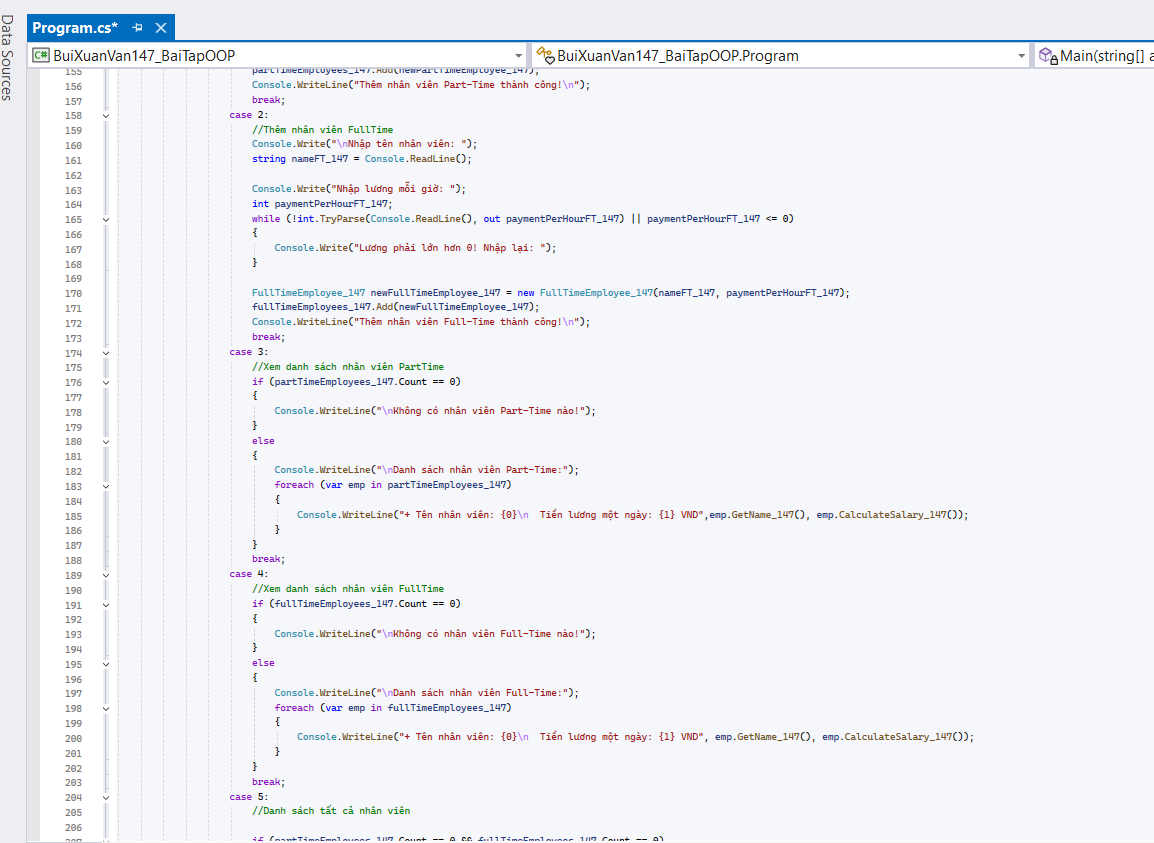 Data Sources
Program.cs*
C# BuiXuanVan147_BaiTapOOP BuiXuanVan147_BaiTapOOP.Program Main(string[] a
155 partTimeEmployees_147.Add(newPartTimeEmployee_147);
156 Console.WriteLine("Thêm nhân viên Part-Time thành công!\n");
157 break;
158 case 2:
159 //Thêm nhân viên FullTime
160 Console.Write("\nNhập tên nhân viên: ");
161 string nameFT_147 = Console.ReadLine();
162
163 Console.Write("Nhập lương mỗi giờ: ");
164 int paymentPerHourFT_147;
165 while (!int.TryParse(Console.ReadLine(), out paymentPerHourFT_147) || paymentPerHourFT_147 <= 0)
166 {
167 Console.Write("Lương phải lớn hơn 0! Nhập lại: ");
168 }
169
170 FullTimeEmployee_147 newFullTimeEmployee_147 = new FullTimeEmployee_147(nameFT_147, paymentPerHourFT_147);
171 fullTimeEmployees_147.Add(newFullTimeEmployee_147);
172 Console.WriteLine("Thêm nhân viên Full-Time thành công!\n");
173 break;
174 case 3:
175 //Xem danh sách nhân viên PartTime
176 if (partTimeEmployees_147.Count == 0)
177 {
178 Console.WriteLine("\nKhông có nhân viên Part-Time nào!");
179 }
180 else
181 {
182 Console.WriteLine("\nDanh sách nhân viên Part-Time:");
183 foreach (var emp in partTimeEmployees_147)
184 {
185 Console.WriteLine("+ Tên nhân viên: {0}\n  Tiền lương một ngày: {1} VND",emp.GetName_147(), emp.CalculateSalary_147());
186 }
187 }
188 break;
189 case 4:
190 //Xem danh sách nhân viên FullTime
191 if (fullTimeEmployees_147.Count == 0)
192 {
193 Console.WriteLine("\nKhông có nhân viên Full-Time nào!");
194 }
195 else
196 {
197 Console.WriteLine("\nDanh sách nhân viên Full-Time:");
198 foreach (var emp in fullTimeEmployees_147)
199 {
200 Console.WriteLine("+ Tên nhân viên: {0}\n  Tiền lương một ngày: {1} VND", emp.GetName_147(), emp.CalculateSalary_147());
201 }
202 }
203 break;
204 case 5:
205 //Danh sách tất cả nhân viên
206
207 if (partTimeEmployees_147.Count == 0 && fullTimeEmployees_147.Count == 0)